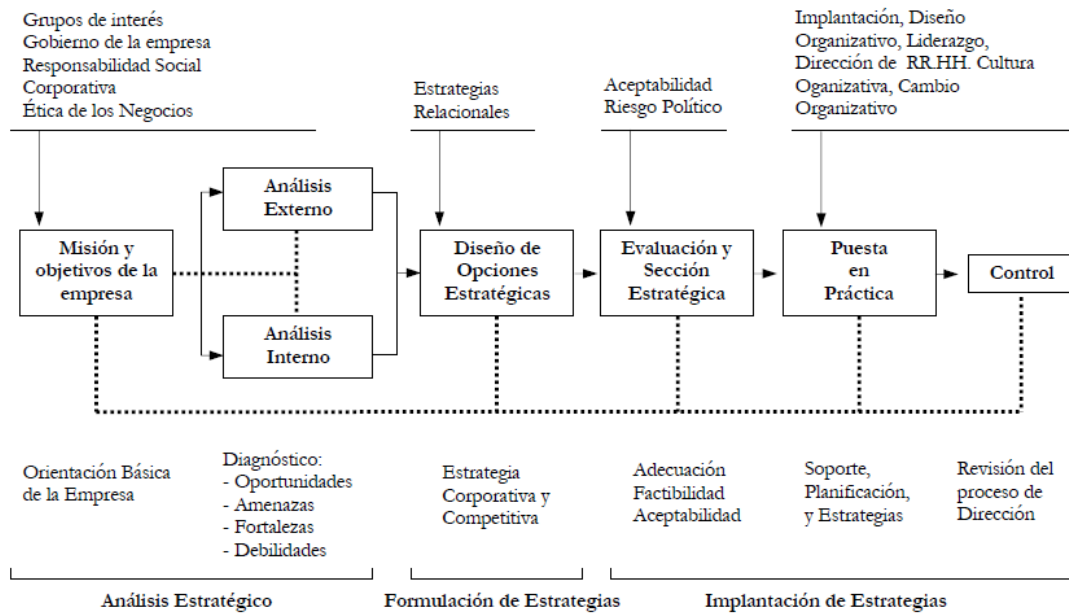 Grupos de interés
Gobierno de la empresa
Responsabilidad Social
Corporativa
Ética de los Negocios
Estrategias
Relacionales
Aceptabilidad
Riesgo Político
Implantación, Diseño
Organizativo, Liderazgo,
Dirección de RR.HH. Cultura
Oganizativa, Cambio
Organizativo
Misión y
objetivos de la
empresa
Análisis
Externo
Análisis
Interno
Diseño de
Opciones
Estratégicas
Evaluación y
Sección
Estratégica
Puesta
en
Práctica
Control
Orientación Básica
de la Empresa
Diagnóstico:
- Oportunidades
- Amenazas
- Fortalezas
- Debilidades
Estrategia
Corporativa y
Competitiva
Adecuación
Factibilidad
Aceptabilidad
Soporte,
Planificación,
y Estrategias
Revisión del
proceso de
Dirección
Análisis Estratégico
Formulación de Estrategias
Implantación de Estrategias